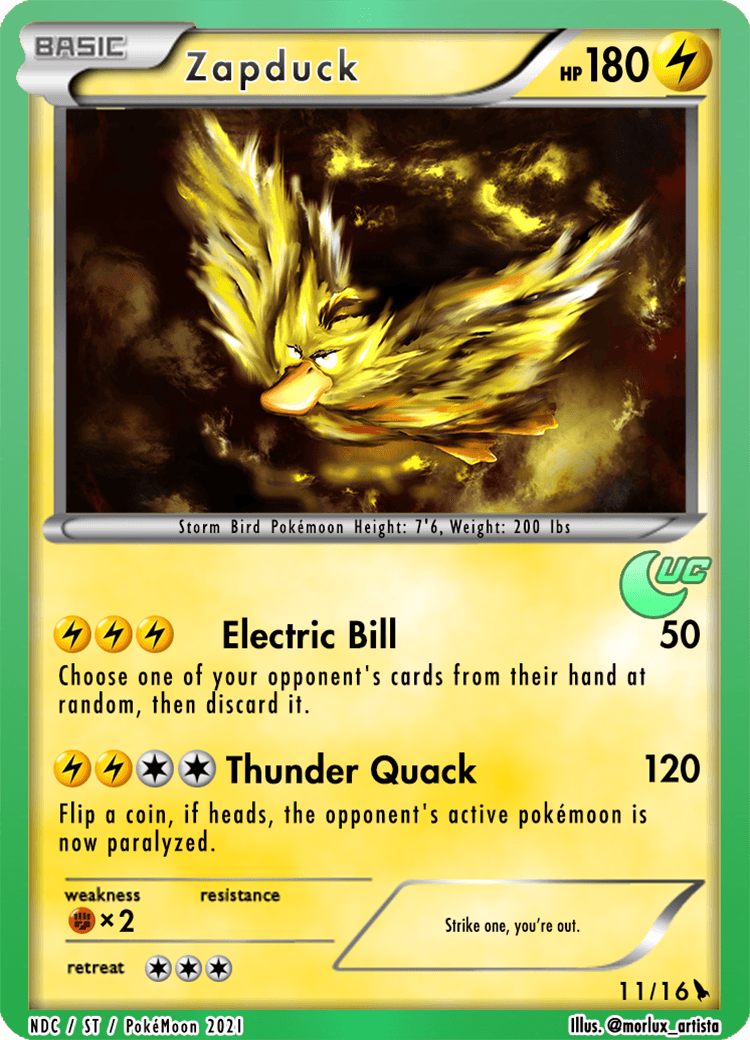 BASIC
Zapduck
HP 180
Storm Bird Pokémoon Height: 7'6, Weight: 200 lbs
UC
Electric Bill 50
Choose one of your opponent's cards from their hand at
random, then discard it.
Thunder Quack 120
Flip a coin, if heads, the opponent's active pokémoon is
now paralyzed.
weakness resistance
×2
Strike one, you're out.
retreat
11/16
NDC / ST / PokéMoon 2021 Illus. @morlux_artista